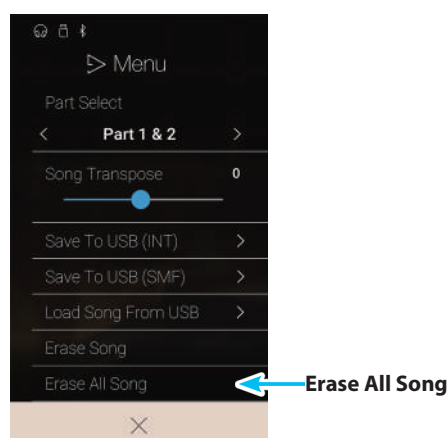 Menu
Part Select
Part 1 & 2
Song Transpose 0
Save To USB (INT)
Save To USB (SMF)
Load Song From USB
Erase Song
Erase All Song
Erase All Song